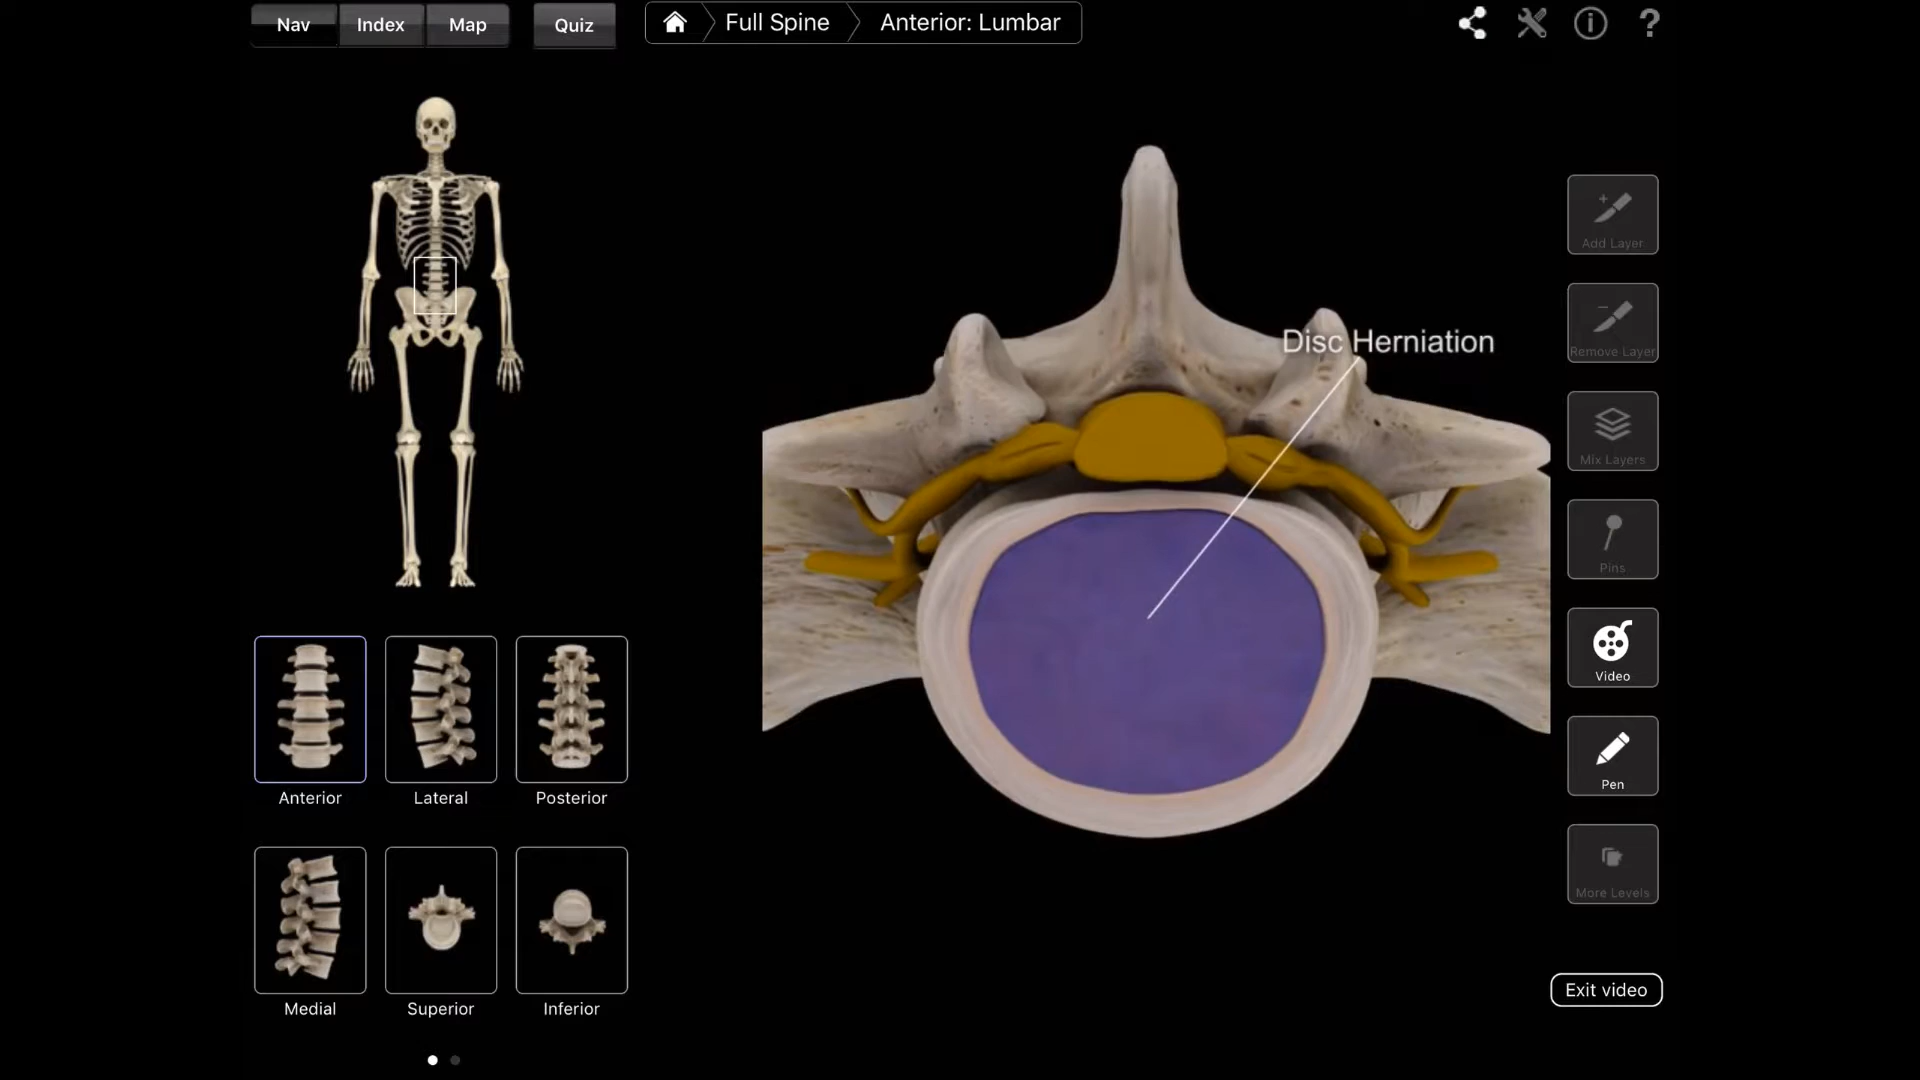 Nav
Index
Map
Quiz
Full Spine
Anterior: Lumbar
?
Disc Herniation
Add Layer
Remove Layer
Mix Layers
Pins
Video
Pen
More Levels
Anterior
Lateral
Posterior
Medial
Superior
Inferior
Exit video